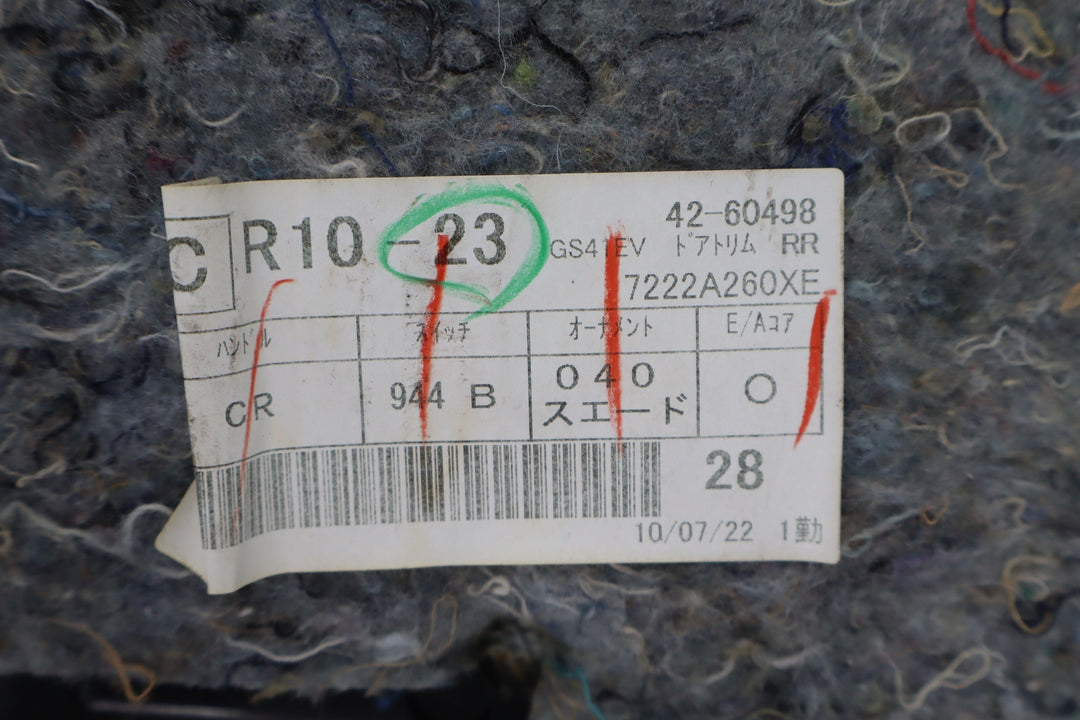 C R10-23 42-60498
GS41EV ﾄﾞｱﾄﾘﾑ RR
7222A260XE
ﾊﾝﾄﾞﾙ ｽｲｯﾁ ｵｰﾅﾒﾝﾄ E/Aｺｱ
CR 944 B 040 〇
スエード
28
10/07/22 1勤